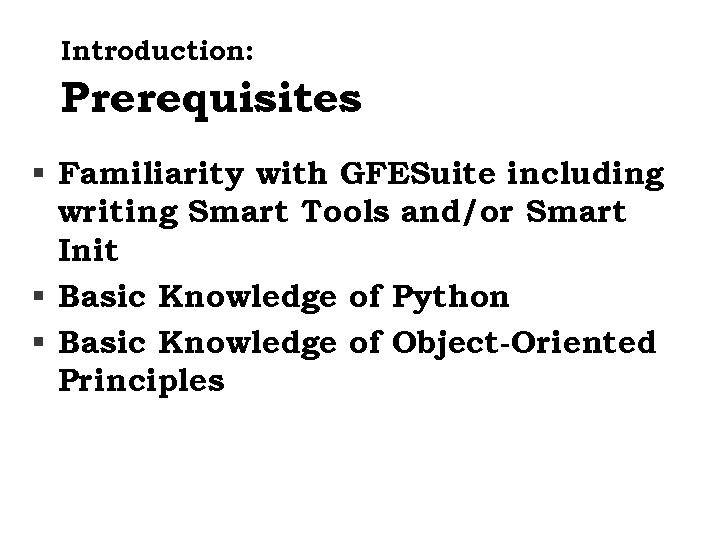 Introduction:
Prerequisites
▪ Familiarity with GFESuite including
writing Smart Tools and/or Smart
Init
▪ Basic Knowledge of Python
▪ Basic Knowledge of Object-Oriented
Principles